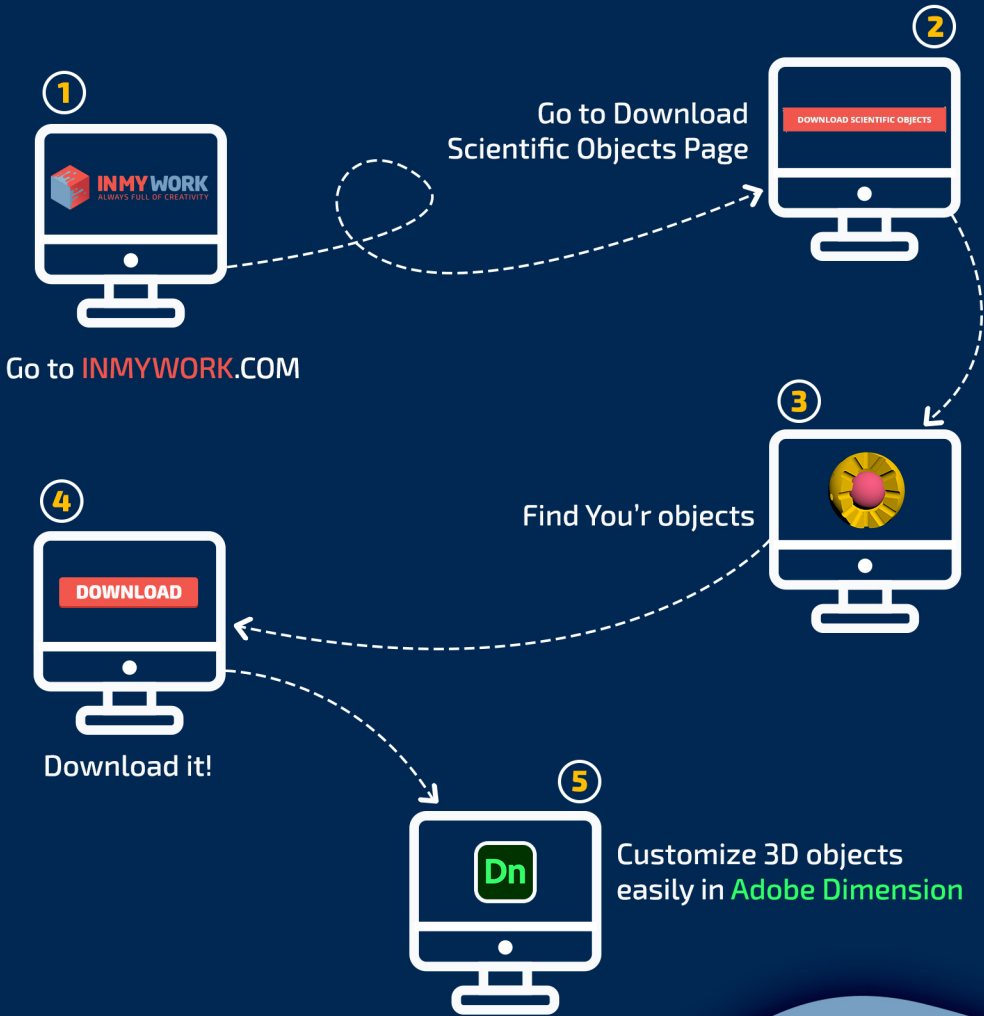 1
INMYWORK
ALWAYS FULL OF CREATIVITY
Go to INMYWORK.COM
2
Go to Download
Scientific Objects Page
DOWNLOAD SCIENTIFIC OBJECTS
3
Find You'r objects
4
DOWNLOAD
Download it!
5
Dn
Customize 3D objects
easily in Adobe Dimension